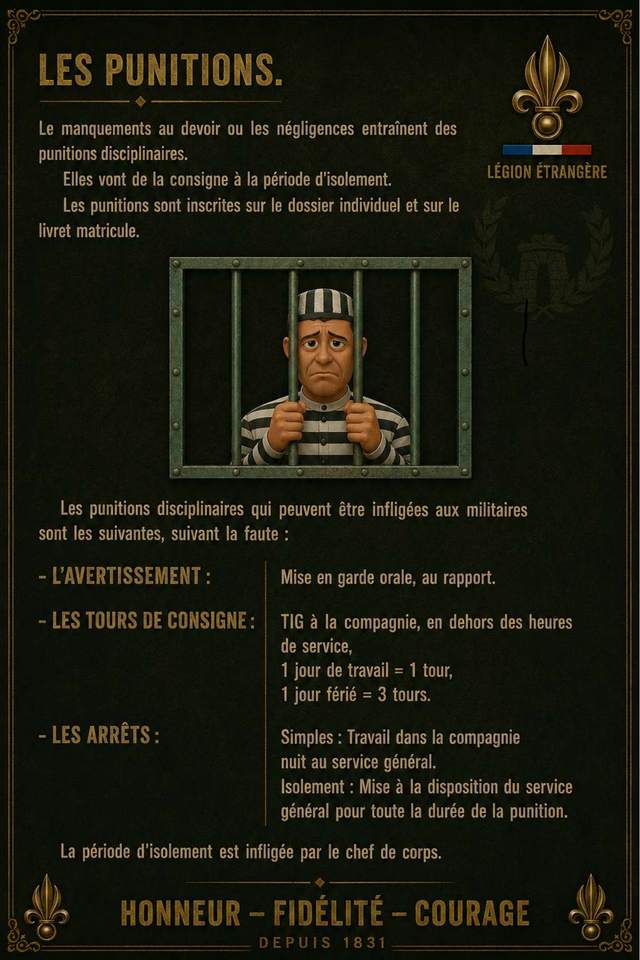 LES PUNITIONS.
LÉGION ÉTRANGÈRE
Le manquements au devoir ou les négligences entraînent des
punitions disciplinaires.
Elles vont de la consigne à la période d'isolement.
Les punitions sont inscrites sur le dossier individuel et sur le
livret matricule.
Les punitions disciplinaires qui peuvent être infligées aux militaires
sont les suivantes, suivant la faute :
- L'AVERTISSEMENT :
Mise en garde orale, au rapport.
- LES TOURS DE CONSIGNE :
TIG à la compagnie, en dehors des heures
de service,
1 jour de travail = 1 tour,
1 jour férié = 3 tours.
- LES ARRÊTS :
Simples : Travail dans la compagnie
nuit au service général.
Isolement : Mise à la disposition du service
général pour toute la durée de la punition.
La période d'isolement est infligée par le chef de corps.
HONNEUR – FIDÉLITÉ – COURAGE
DEPUIS 1831